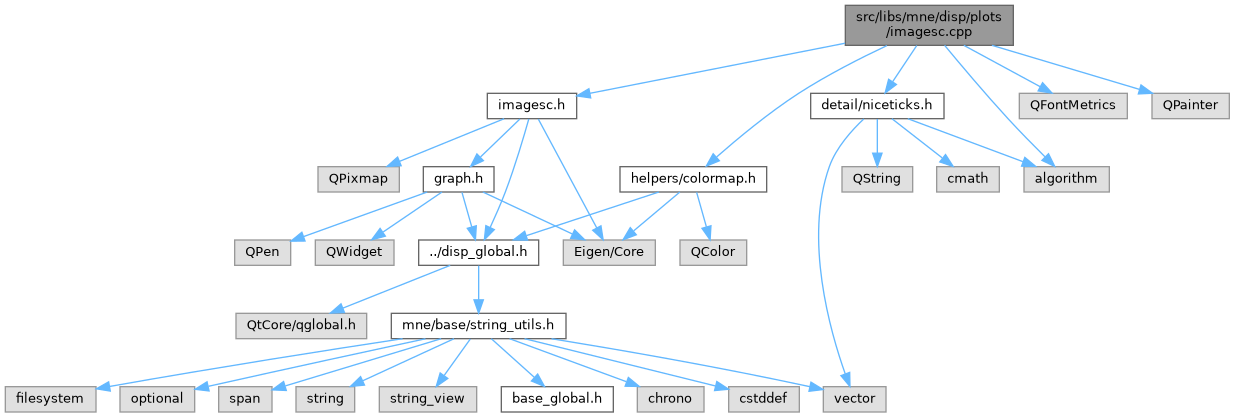 src/libs/mne/disp/plots
/imagesc.cpp
imagesc.h
detail/niceticks.h
QFontMetrics
QPainter
QPixmap
graph.h
helpers/colormap.h
QString
cmath
algorithm
QPen
QWidget
../disp_global.h
Eigen/Core
QColor
QtCore/qglobal.h
mne/base/string_utils.h
filesystem
optional
span
string
string_view
base_global.h
chrono
cstddef
vector